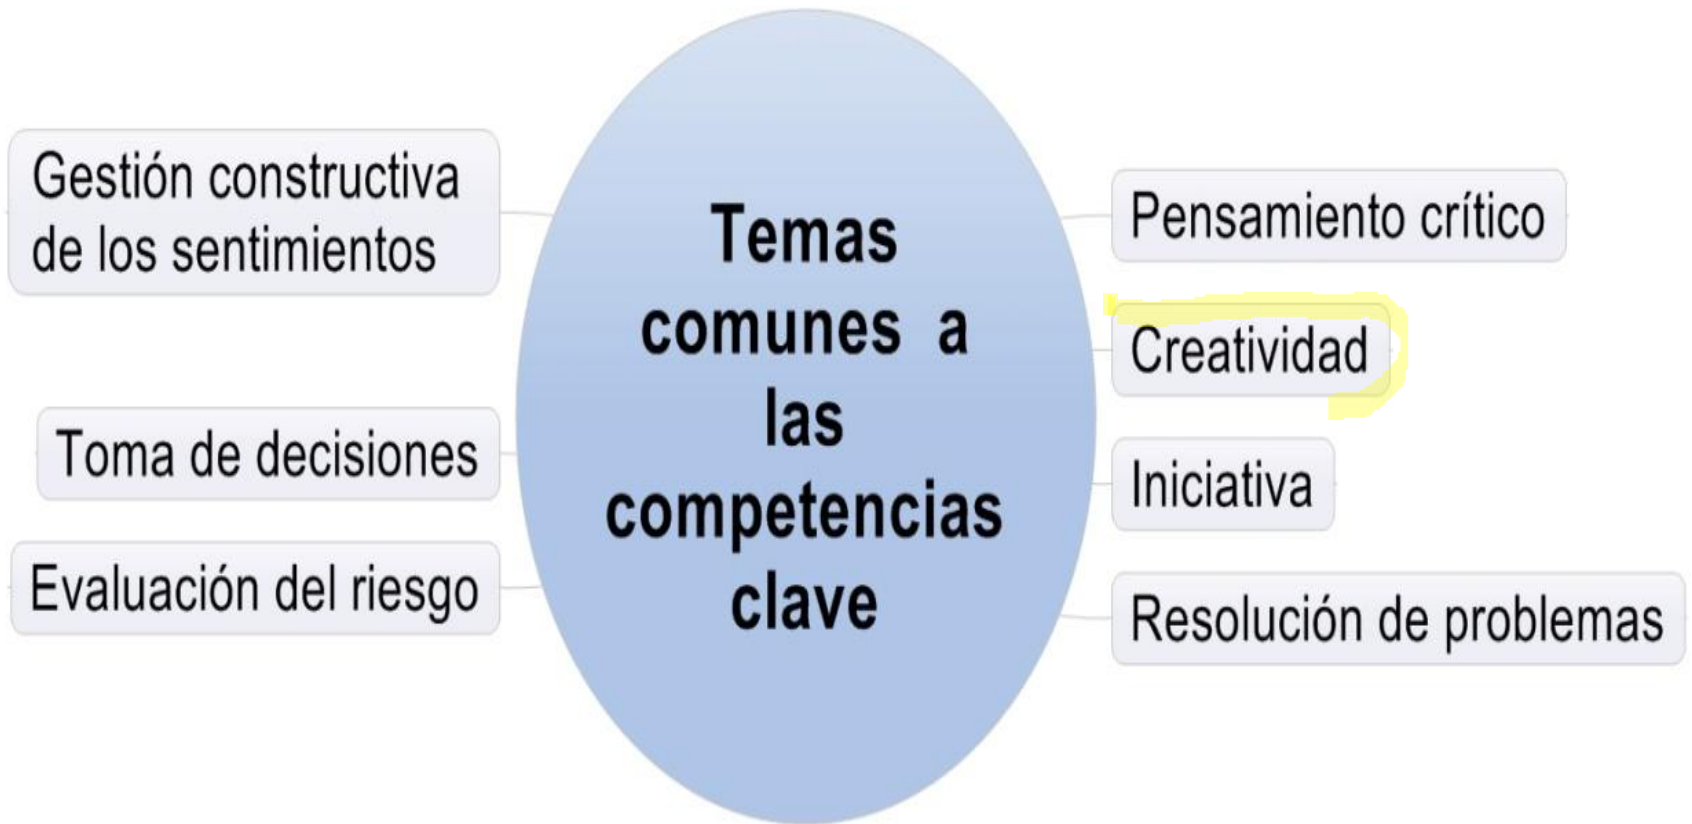 Gestión constructiva
de los sentimientos
Toma de decisiones
Evaluación del riesgo
Temas
comunes a
las
competencias
clave
Pensamiento crítico
Creatividad
Iniciativa
Resolución de problemas